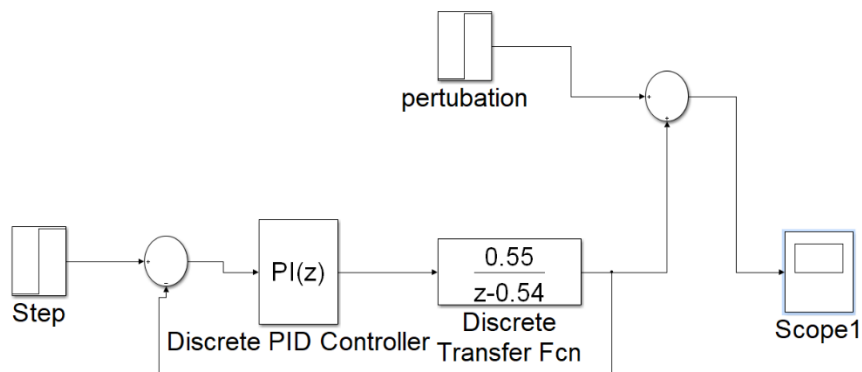 pertubation
+
+
Step
+
-
PI(z)
Discrete PID Controller
0.55
z-0.54
Discrete
Transfer Fcn
Scope1